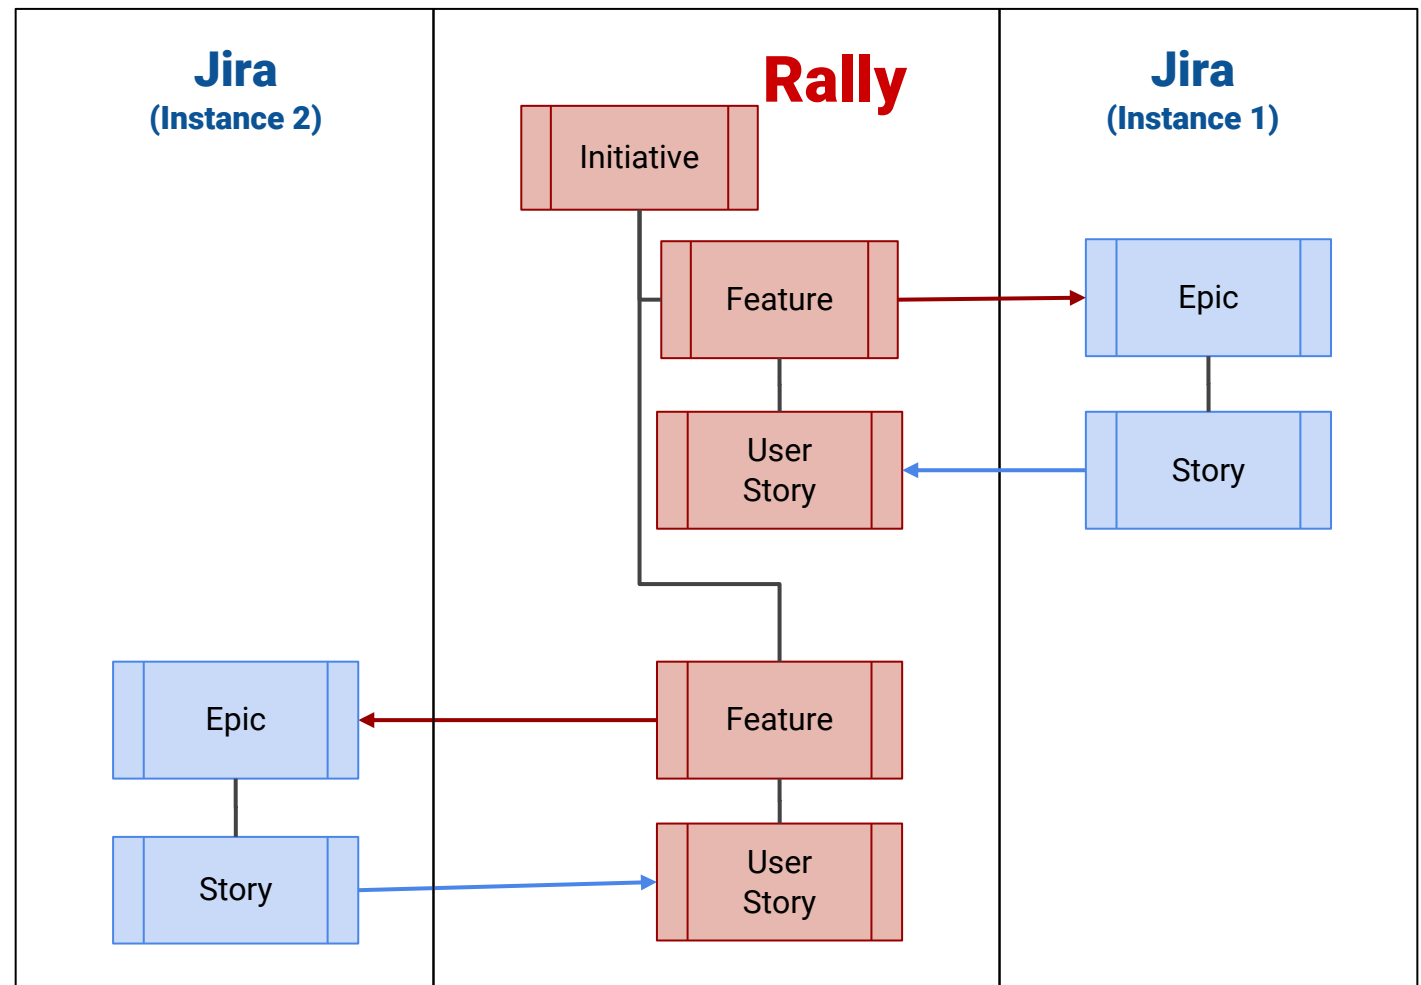 Jira
(Instance 2)
Rally
Jira
(Instance 1)
Initiative
Feature
Epic
User
Story
Story
Epic
Feature
Story
User
Story